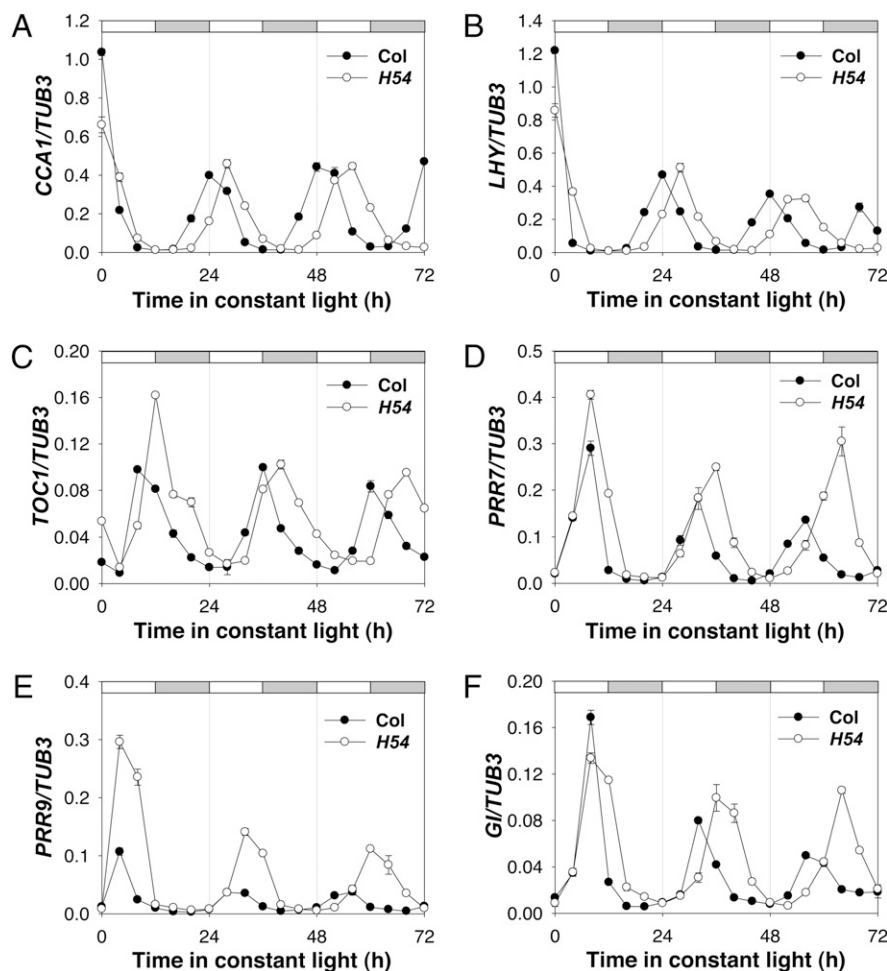 A
CCA1/TUB3
1.2
1.0
0.8
0.6
0.4
0.2
0.0
Col
H54
0 24 48 72
Time in constant light (h)
B
LHY/TUB3
1.4
1.2
1.0
0.8
0.6
0.4
0.2
0.0
Col
H54
0 24 48 72
Time in constant light (h)
C
TOC1/TUB3
0.20
0.16
0.12
0.08
0.04
0.00
Col
H54
0 24 48 72
Time in constant light (h)
D
PRR7/TUB3
0.5
0.4
0.3
0.2
0.1
0.0
Col
H54
0 24 48 72
Time in constant light (h)
E
PRR9/TUB3
0.4
0.3
0.2
0.1
0.0
Col
H54
0 24 48 72
Time in constant light (h)
F
GI/TUB3
0.20
0.16
0.12
0.08
0.04
0.00
Col
H54
0 24 48 72
Time in constant light (h)